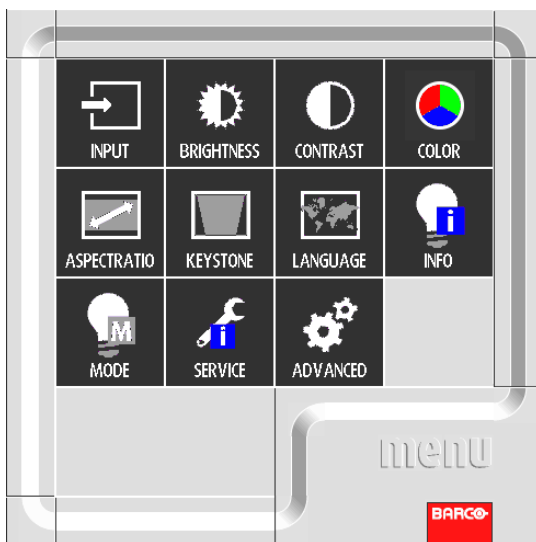 INPUT BRIGHTNESS CONTRAST COLOR
ASPECTRATIO KEYSTONE LANGUAGE i INFO
M MODE i SERVICE ADVANCED
menu
BARCO